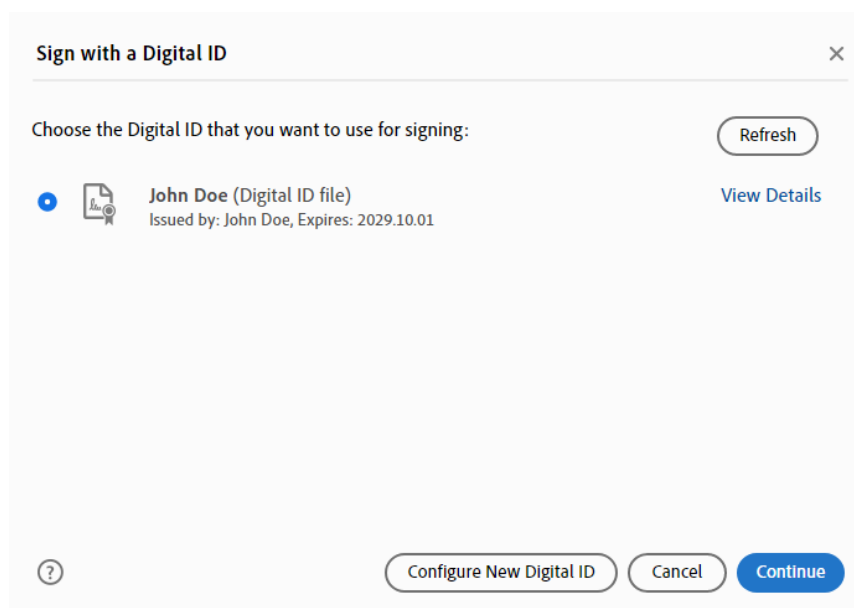 Sign with a Digital ID
Choose the Digital ID that you want to use for signing:
Refresh
John Doe (Digital ID file)
View Details
Issued by: John Doe, Expires: 2029.10.01
?
Configure New Digital ID
Cancel
Continue